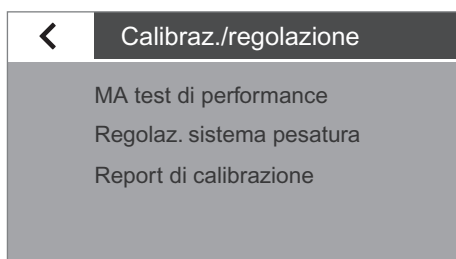 Calibraz./regolazione
MA test di performance
Regolaz. sistema pesatura
Report di calibrazione